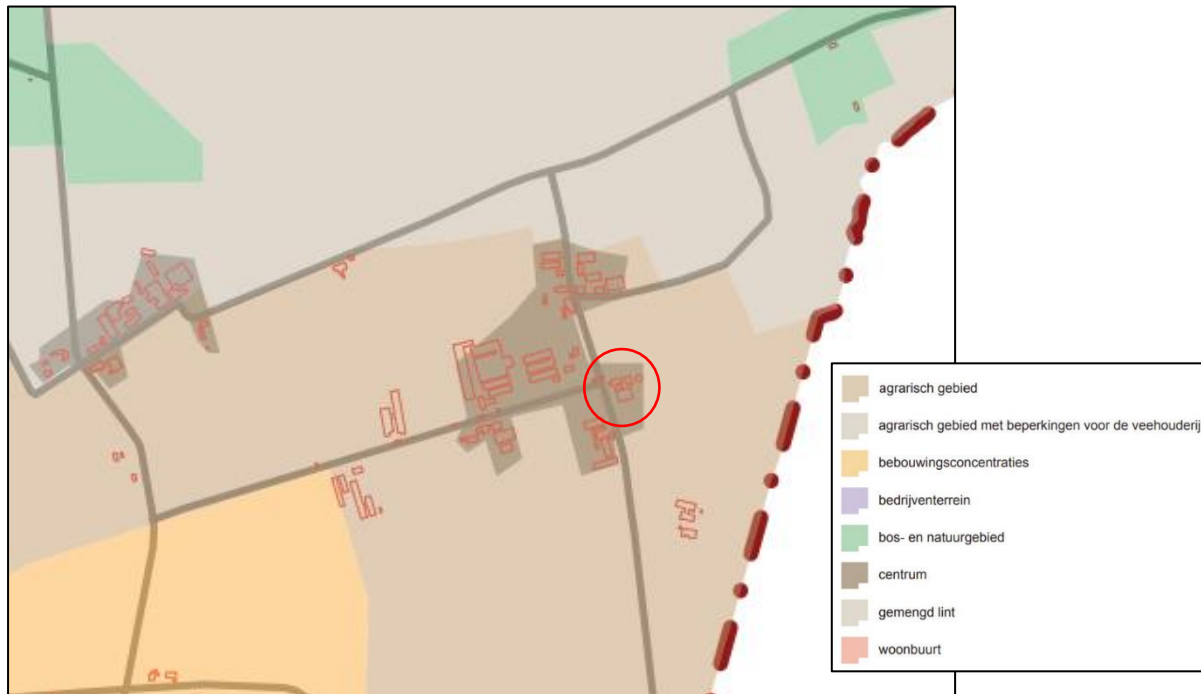 agrarisch gebied
agrarisch gebied met beperkingen voor de veehouderij
bebouwingsconcentraties
bedrijventerrein
bos- en natuurgebied
centrum
gemengd lint
woonbuurt